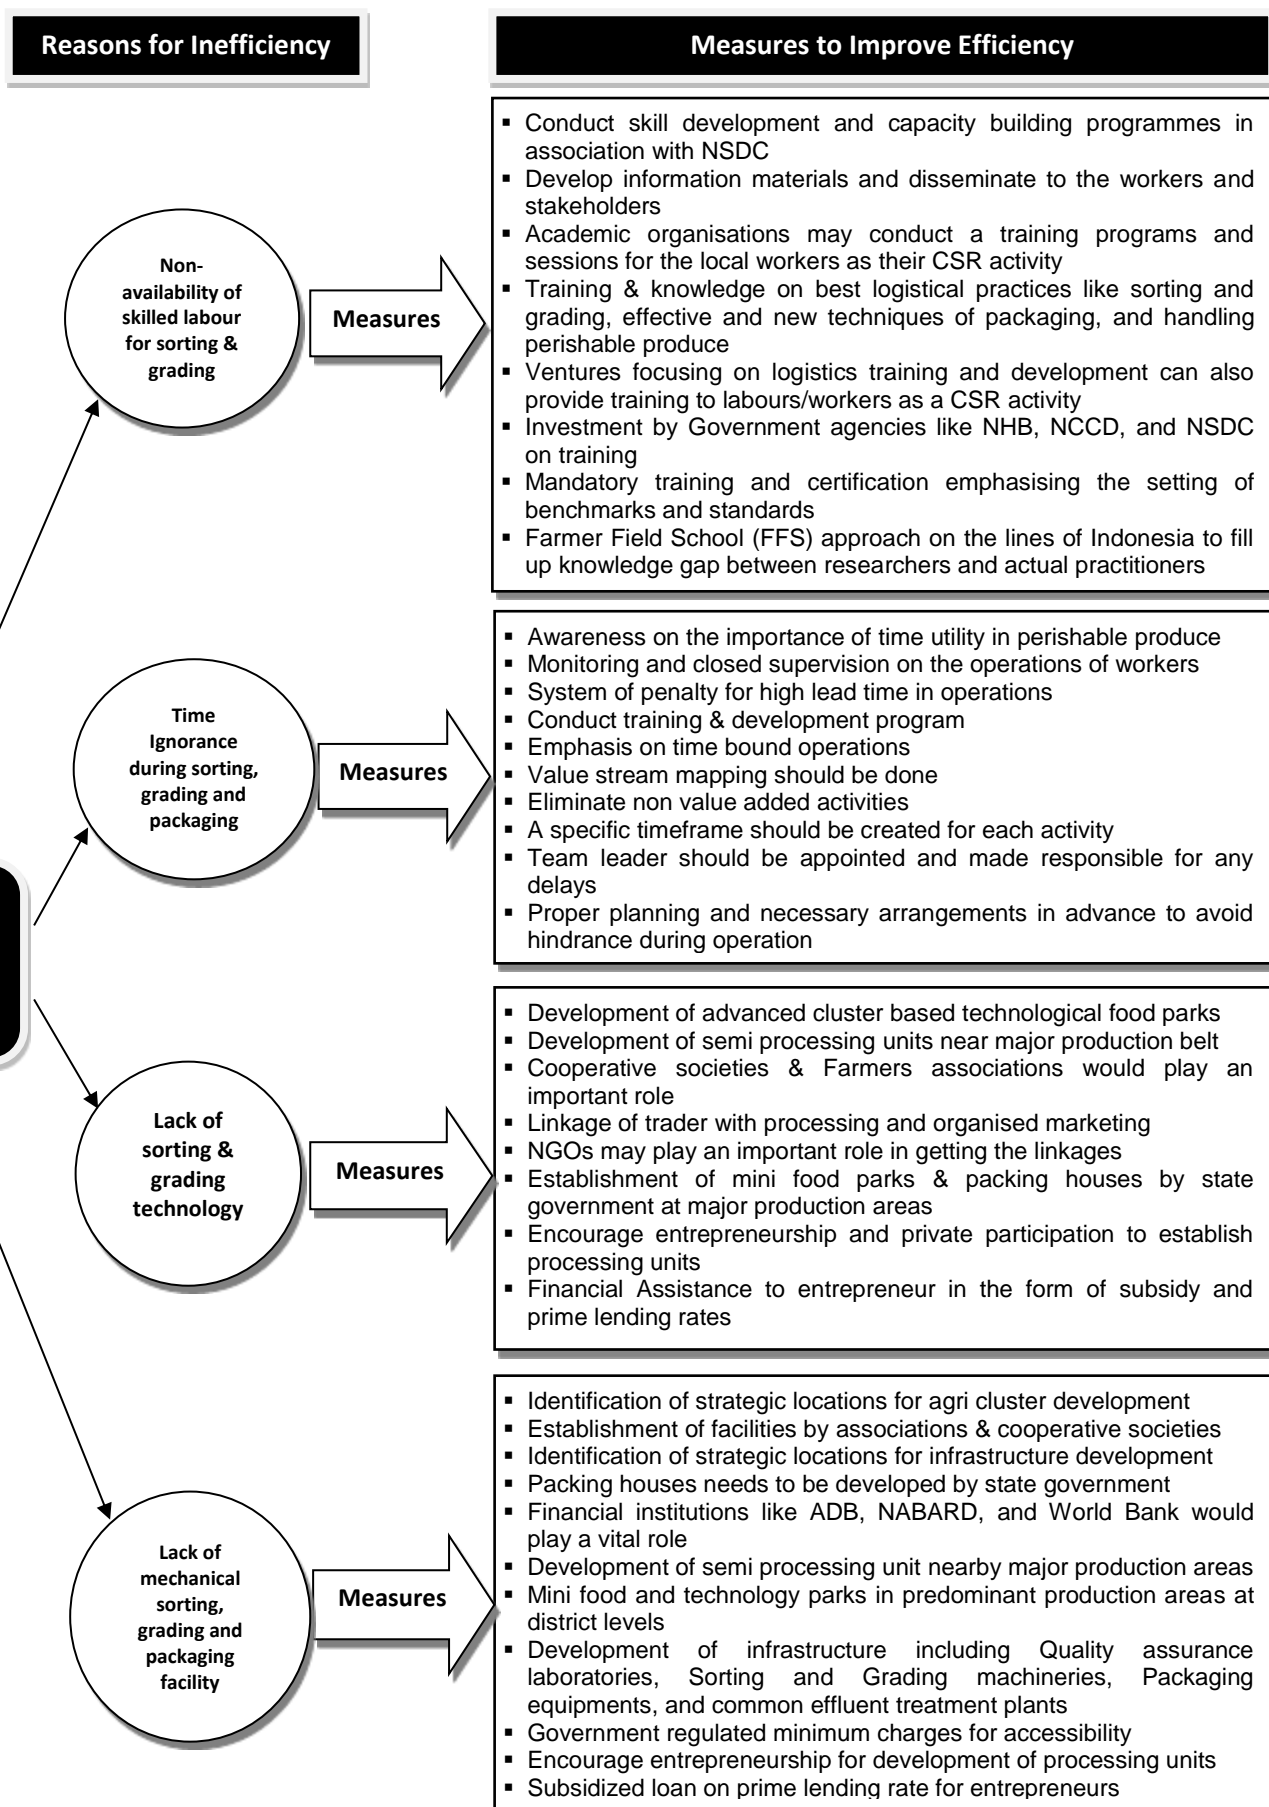 Reasons for Inefficiency
Measures to Improve Efficiency
Non-
availability of
skilled labour
for sorting &
grading
Measures
▪ Conduct skill development and capacity building programmes in
association with NSDC
▪ Develop information materials and disseminate to the workers and
stakeholders
▪ Academic organisations may conduct a training programs and
sessions for the local workers as their CSR activity
▪ Training & knowledge on best logistical practices like sorting and
grading, effective and new techniques of packaging, and handling
perishable produce
▪ Ventures focusing on logistics training and development can also
provide training to labours/workers as a CSR activity
▪ Investment by Government agencies like NHB, NCCD, and NSDC
on training
▪ Mandatory training and certification emphasising the setting of
benchmarks and standards
▪ Farmer Field School (FFS) approach on the lines of Indonesia to fill
up knowledge gap between researchers and actual practitioners
Time
Ignorance
during sorting,
grading and
packaging
Measures
▪ Awareness on the importance of time utility in perishable produce
▪ Monitoring and closed supervision on the operations of workers
▪ System of penalty for high lead time in operations
▪ Conduct training & development program
▪ Emphasis on time bound operations
▪ Value stream mapping should be done
▪ Eliminate non value added activities
▪ A specific timeframe should be created for each activity
▪ Team leader should be appointed and made responsible for any
delays
▪ Proper planning and necessary arrangements in advance to avoid
hindrance during operation
Lack of
sorting &
grading
technology
Measures
▪ Development of advanced cluster based technological food parks
▪ Development of semi processing units near major production belt
▪ Cooperative societies & Farmers associations would play an
important role
▪ Linkage of trader with processing and organised marketing
▪ NGOs may play an important role in getting the linkages
▪ Establishment of mini food parks & packing houses by state
government at major production areas
▪ Encourage entrepreneurship and private participation to establish
processing units
▪ Financial Assistance to entrepreneur in the form of subsidy and
prime lending rates
Lack of
mechanical
sorting,
grading and
packaging
facility
Measures
▪ Identification of strategic locations for agri cluster development
▪ Establishment of facilities by associations & cooperative societies
▪ Identification of strategic locations for infrastructure development
▪ Packing houses needs to be developed by state government
▪ Financial institutions like ADB, NABARD, and World Bank would
play a vital role
▪ Development of semi processing unit nearby major production areas
▪ Mini food and technology parks in predominant production areas at
district levels
▪ Development of infrastructure including Quality assurance
laboratories, Sorting and Grading machineries, Packaging
equipments, and common effluent treatment plants
▪ Government regulated minimum charges for accessibility
▪ Encourage entrepreneurship for development of processing units
▪ Subsidized loan on prime lending rate for entrepreneurs